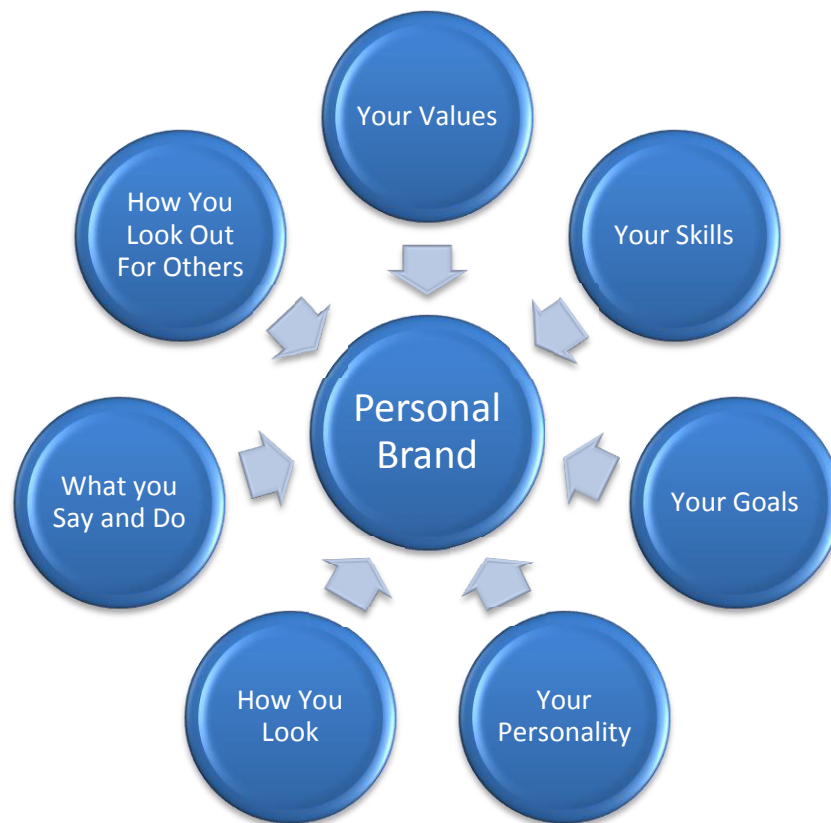 Your Values
Your Skills
Your Goals
Your
Personality
How You
Look
What you
Say and Do
How You
Look Out
For Others
Personal
Brand